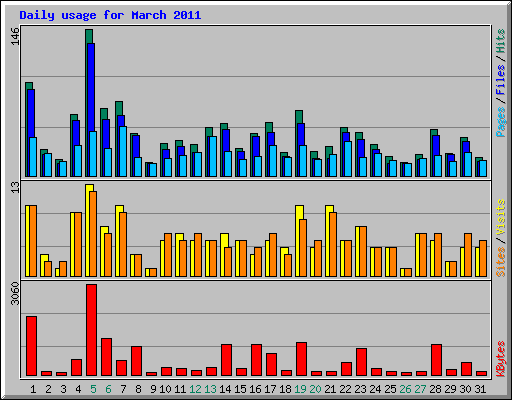 Daily usage for March 2011
146
Pages / Files / Hits
13
Sites / Visits
3060
KBytes
1 2 3 4 5 6 7 8 9 10 11 12 13 14 15 16 17 18 19 20 21 22 23 24 25 26 27 28 29 30 31